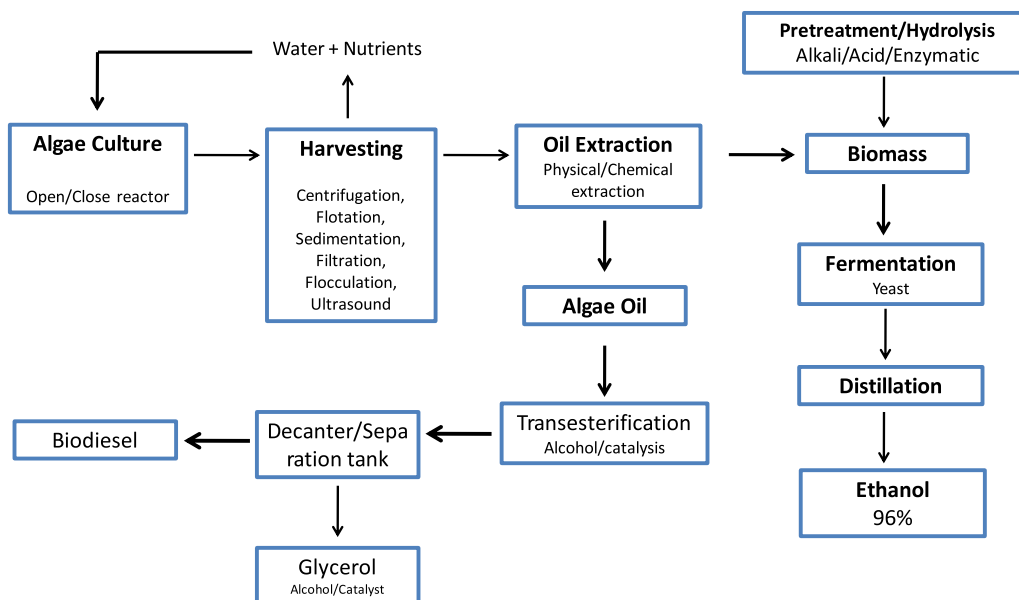 Water + Nutrients
Pretreatment/Hydrolysis
Alkali/Acid/Enzymatic
Algae Culture
Open/Close reactor
Harvesting
Centrifugation,
Flotation,
Sedimentation,
Filtration,
Flocculation,
Ultrasound
Oil Extraction
Physical/Chemical
extraction
Biomass
Fermentation
Yeast
Algae Oil
Distillation
Biodiesel
Decanter/Sepa
ration tank
Transesterification
Alcohol/catalysis
Ethanol
96%
Glycerol
Alcohol/Catalyst